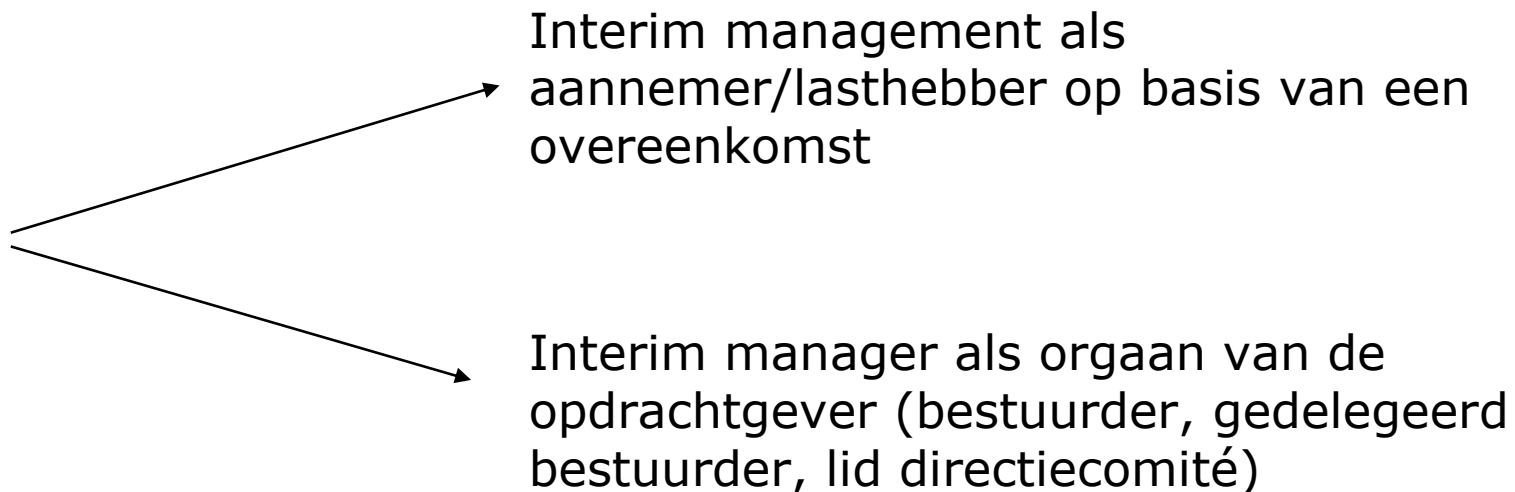 Interim management als
aannemer/lasthebber op basis van een
overeenkomst
Interim manager als orgaan van de
opdrachtgever (bestuurder, gedelegeerd
bestuurder, lid directiecomité)